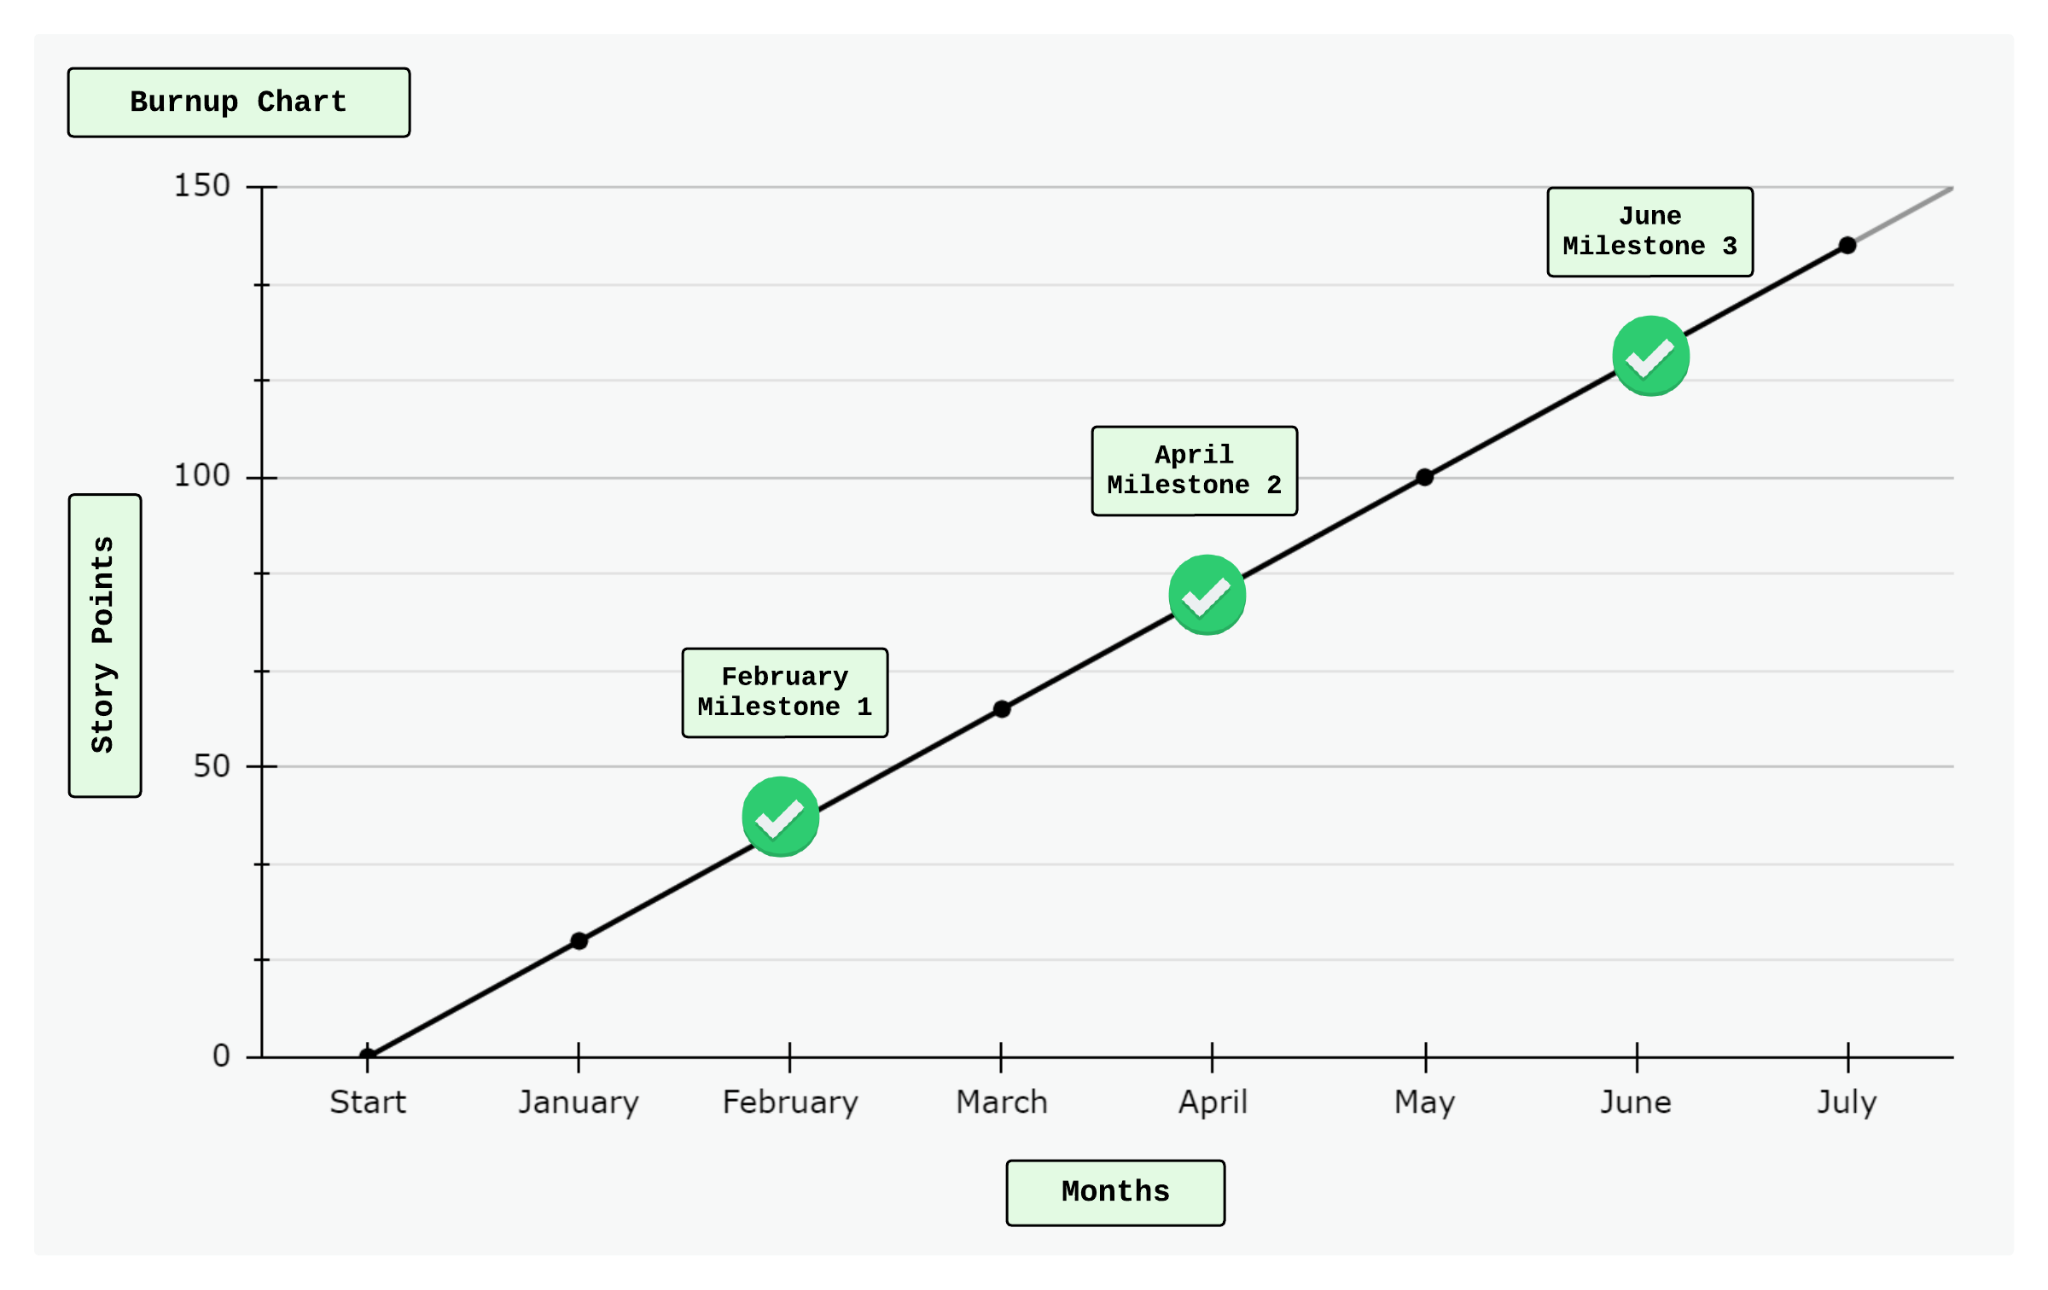 Burnup Chart
150
June
Milestone 3
100
April
Milestone 2
Story Points
February
Milestone 1
50
0
Start January February March April May June July
Months